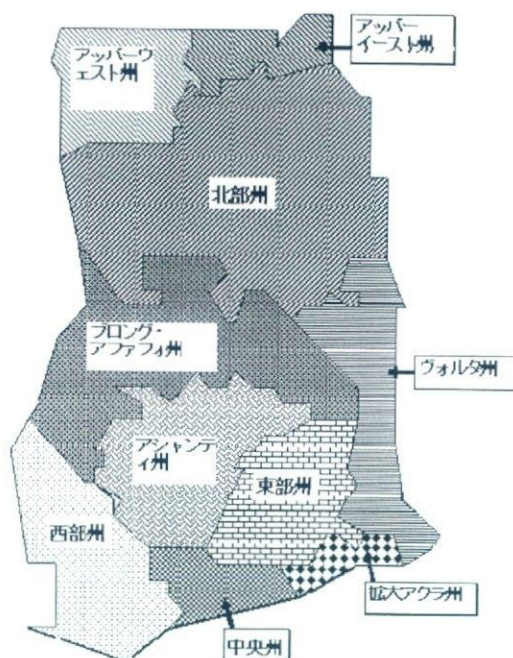 アッパーウ
ェスト州
アッパー
イースト州
北部州
ブロング・
アファフォ州
ヴォルタ州
アシャンテ
ィ州
東部州
西部州
拡大アクラ州
中央州